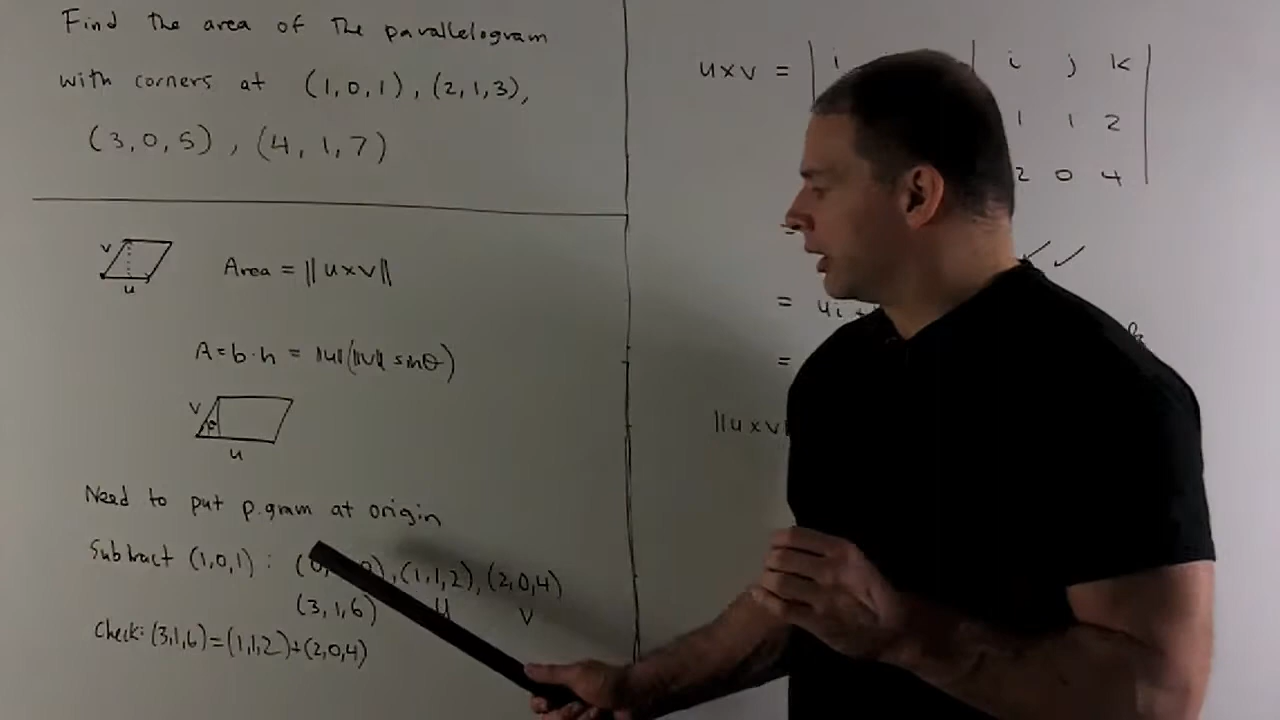 Find the area of the parallelogram
with corners at (1,0,1), (2,1,3),
(3,0,5), (4,1,7)
v
u
Area = ||u×v||
A = b·h = ||u||(||v|| sinθ)
v θ
u
Need to put p.gram at origin
Subtract (1,0,1): (0, ), (1,1,2), (2,0,4)
(3,1,6) u v
Check: (3,1,6)=(1,1,2)+(2,0,4)
u×v = | i | i j k |
1 1 2
2 0 4
=
= 4i +
=
||u×v